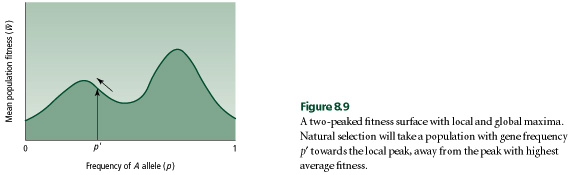 Mean population fitness (W̄)
0
p'
1
Frequency of A allele (p)
Figure 8.9
A two-peaked fitness surface with local and global maxima.
Natural selection will take a population with gene frequency
p' towards the local peak, away from the peak with highest
average fitness.